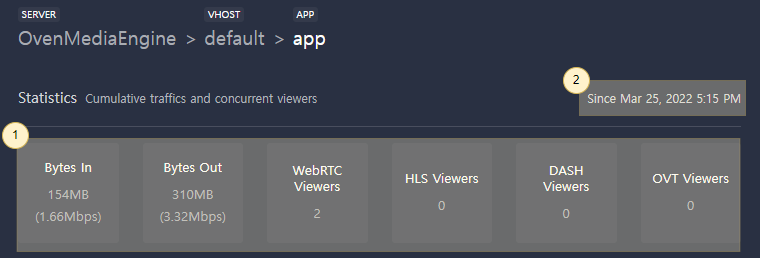 SERVER VHOST APP
OvenMediaEngine > default > app
2
Statistics Cumulative traffics and concurrent viewers Since Mar 25, 2022 5:15 PM
1
Bytes In
154MB
(1.66Mbps)
Bytes Out
310MB
(3.32Mbps)
WebRTC
Viewers
2
HLS Viewers
0
DASH
Viewers
0
OVT Viewers
0